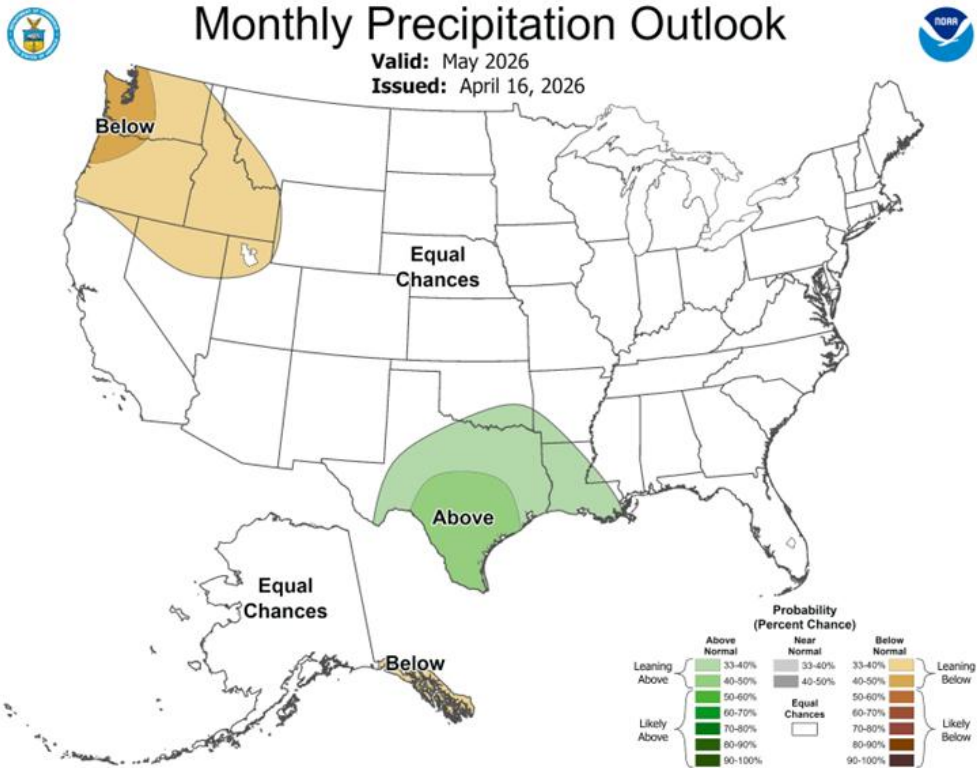 Monthly Precipitation Outlook
Valid: May 2026
Issued: April 16, 2026
NOAA
Below
Equal
Chances
Above
Equal
Chances
Below
Probability
(Percent Chance)
Above
Normal
Near
Normal
Below
Normal
Leaning
Above
33-40%
33-40%
33-40%
Leaning
Below
40-50%
40-50%
40-50%
Likely
Above
50-60%
60-70%
70-80%
80-90%
90-100%
Equal
Chances
50-60%
60-70%
70-80%
80-90%
90-100%
Likely
Below